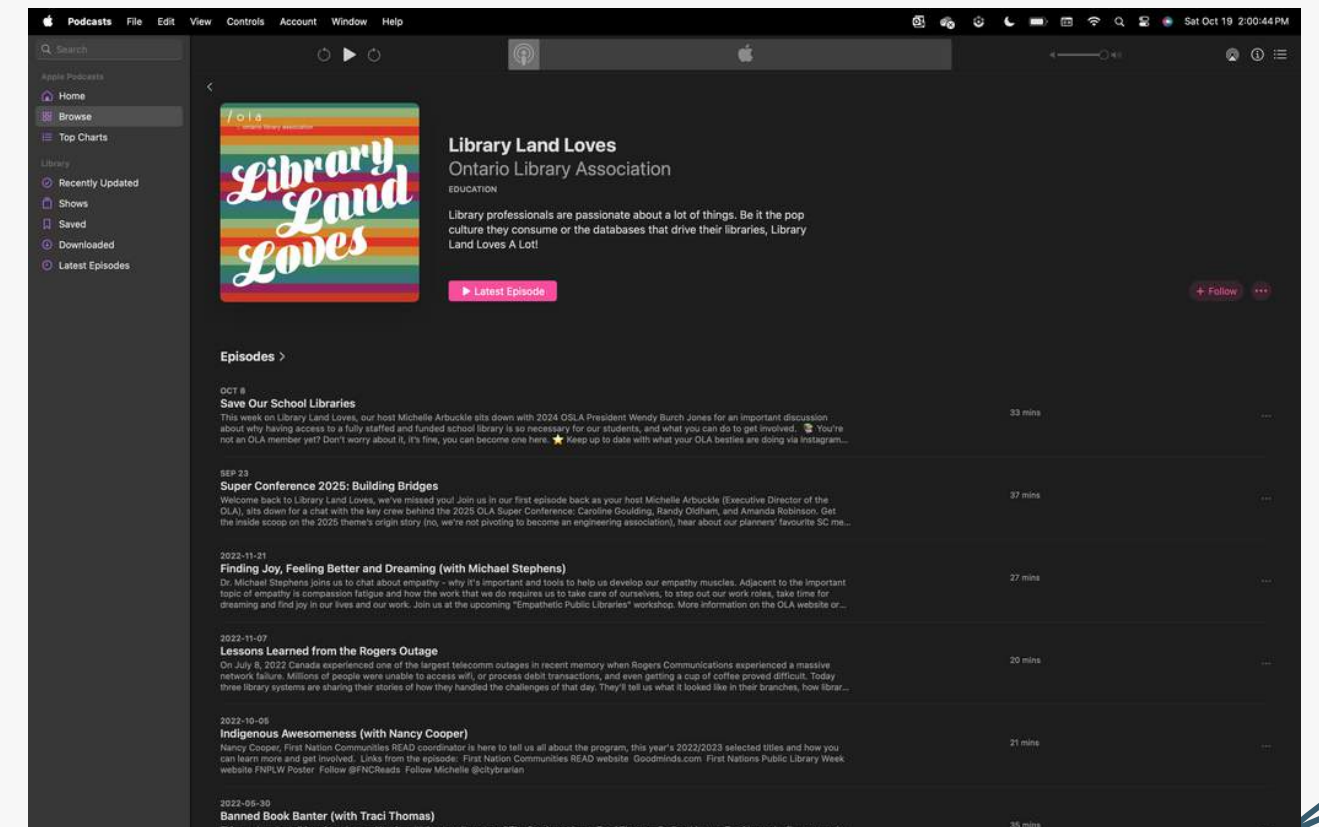 Podcasts File Edit View Controls Account Window Help
Sat Oct 19 2:00:44 PM
Search
Apple Podcasts
Home
Browse
Top Charts
Library
Recently Updated
Shows
Saved
Downloaded
Latest Episodes
/ola
ontario library association
Library
Land
Loves
Library Land Loves
Ontario Library Association
EDUCATION
Library professionals are passionate about a lot of things. Be it the pop
culture they consume or the databases that drive their libraries, Library
Land Loves A Lot!
Latest Episode
+ Follow
Episodes >
OCT 8
Save Our School Libraries
This week on Library Land Loves, our host Michelle Arbuckle sits down with 2024 OSLA President Wendy Burch Jones for an important discussion
about why having access to a fully staffed and funded school library is so necessary for our students, and what you can do to get involved. 📚 You're
not an OLA member yet? Don't worry about it, it's fine, you can become one here. ⭐ Keep up to date with what your OLA besties are doing via Instagram...
33 mins
SEP 23
Super Conference 2025: Building Bridges
Welcome back to Library Land Loves, we've missed you! Join us in our first episode back as your host Michelle Arbuckle (Executive Director of the
OLA), sits down for a chat with the key crew behind the 2025 OLA Super Conference: Caroline Goulding, Randy Oldham, and Amanda Robinson. Get
the inside scoop on the 2025 theme's origin story (no, we're not pivoting to become an engineering association), hear about our planners' favourite SC me...
37 mins
2022-11-21
Finding Joy, Feeling Better and Dreaming (with Michael Stephens)
Dr. Michael Stephens joins us to chat about empathy - why it's important and tools to help us develop our empathy muscles. Adjacent to the important
topic of empathy is compassion fatigue and how the work that we do requires us to take care of ourselves, to step out our work roles, take time for
dreaming and find joy in our lives and our work. Join us at the upcoming "Empathetic Public Libraries" workshop. More information on the OLA website or...
27 mins
2022-11-07
Lessons Learned from the Rogers Outage
On July 8, 2022 Canada experienced one of the largest telecomm outages in recent memory when Rogers Communications experienced a massive
network failure. Millions of people were unable to access wifi, or process debit transactions, and even getting a cup of coffee proved difficult. Today
three library systems are sharing their stories of how they handled the challenges of that day. They'll tell us what it looked like in their branches, how librar...
20 mins
2022-10-05
Indigenous Awesomeness (with Nancy Cooper)
Nancy Cooper, First Nation Communities READ coordinator is here to tell us all about the program, this year's 2022/2023 selected titles and how you
can learn more and get involved. Links from the episode: First Nation Communities READ website Goodminds.com First Nations Public Library Week
website FNPLW Poster Follow @FNCReads Follow Michelle @citybrarian
21 mins
2022-05-30
Banned Book Banter (with Traci Thomas)
35 mins